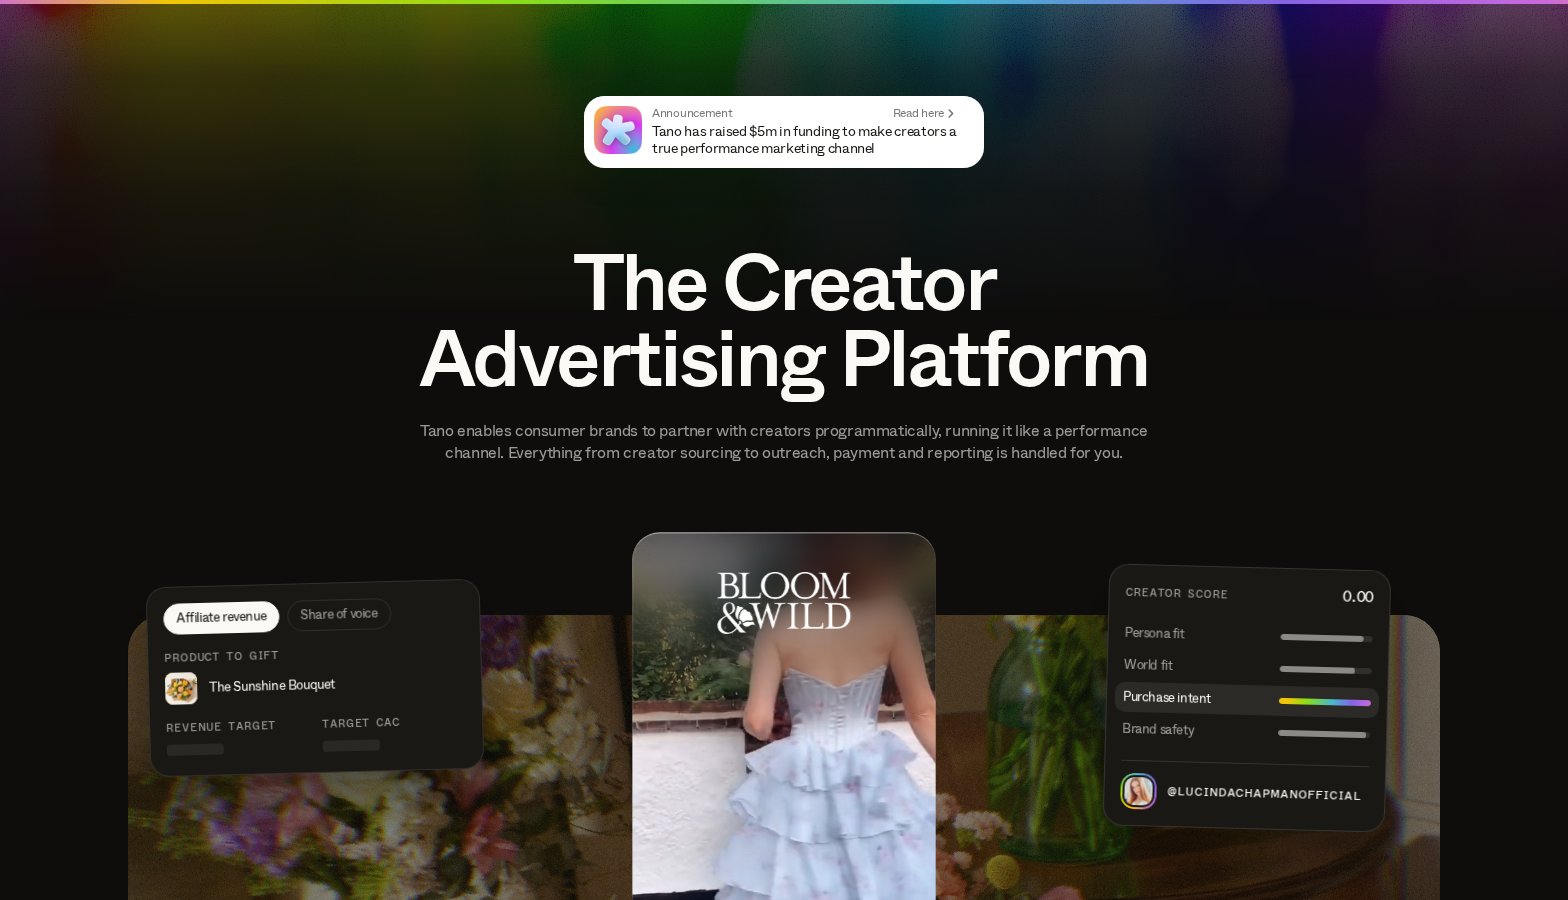 Announcement
Read here
Tano has raised $5m in funding to make creators a
true performance marketing channel
The Creator
Advertising Platform
Tano enables consumer brands to partner with creators programmatically, running it like a performance
channel. Everything from creator sourcing to outreach, payment and reporting is handled for you.
Affiliate revenue
Share of voice
PRODUCT TO GIFT
The Sunshine Bouquet
REVENUE TARGET
TARGET CAC
BLOOM
&WILD
CREATOR SCORE
0.00
Persona fit
World fit
Purchase intent
Brand safety
@LUCINDACHAPMANOFFICIAL